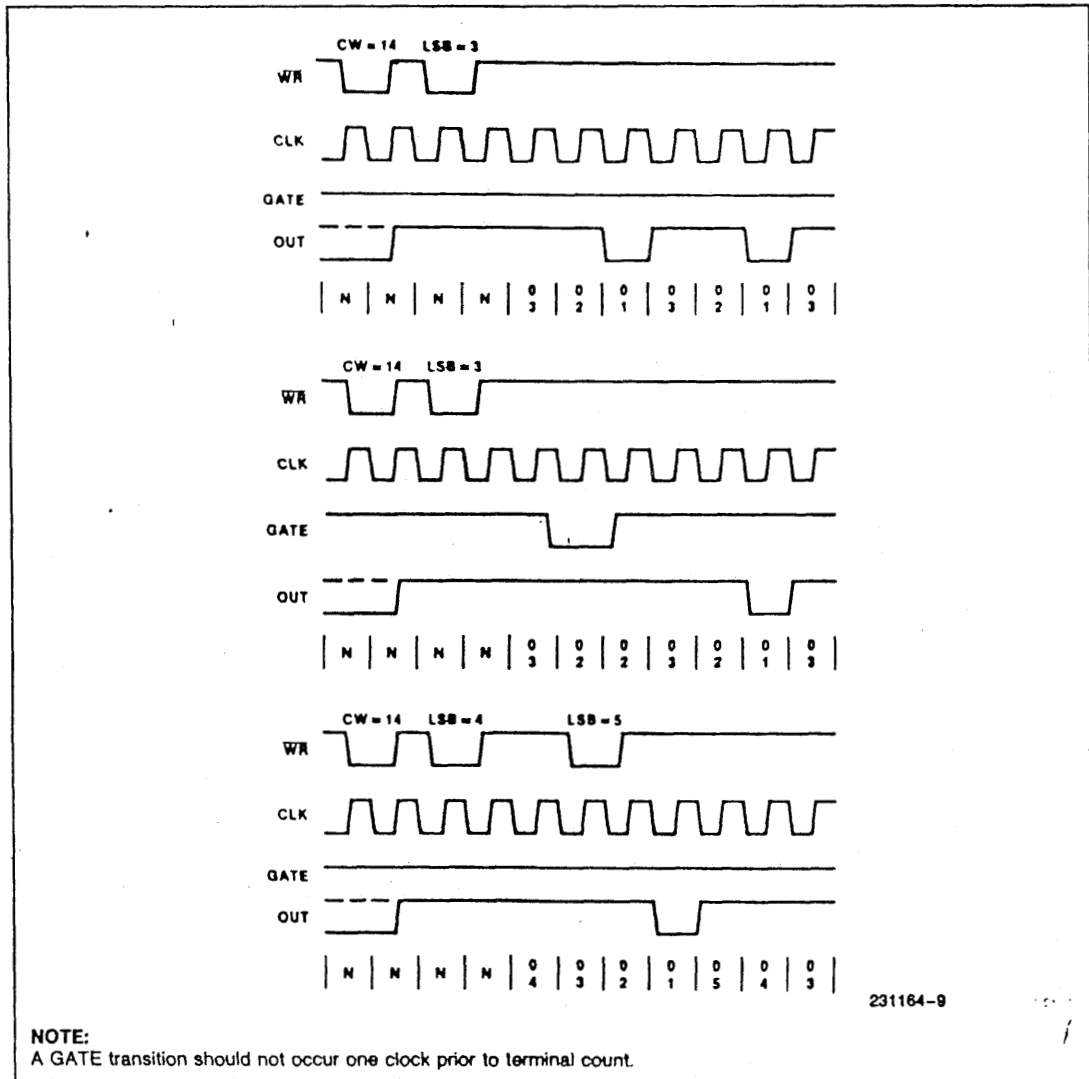 CW = 14 LSB = 3
WR
CLK
GATE
OUT
N N N N 0 3 0 2 0 1 0 3 0 2 0 1 0 3
CW = 14 LSB = 3
WR
CLK
GATE
OUT
N N N N 0 3 0 2 0 2 0 3 0 2 0 1 0 3
CW = 14 LSB = 4 LSB = 5
WR
CLK
GATE
OUT
N N N N 0 4 0 3 0 2 0 1 0 5 0 4 0 3
231164-9
NOTE:
A GATE transition should not occur one clock prior to terminal count.